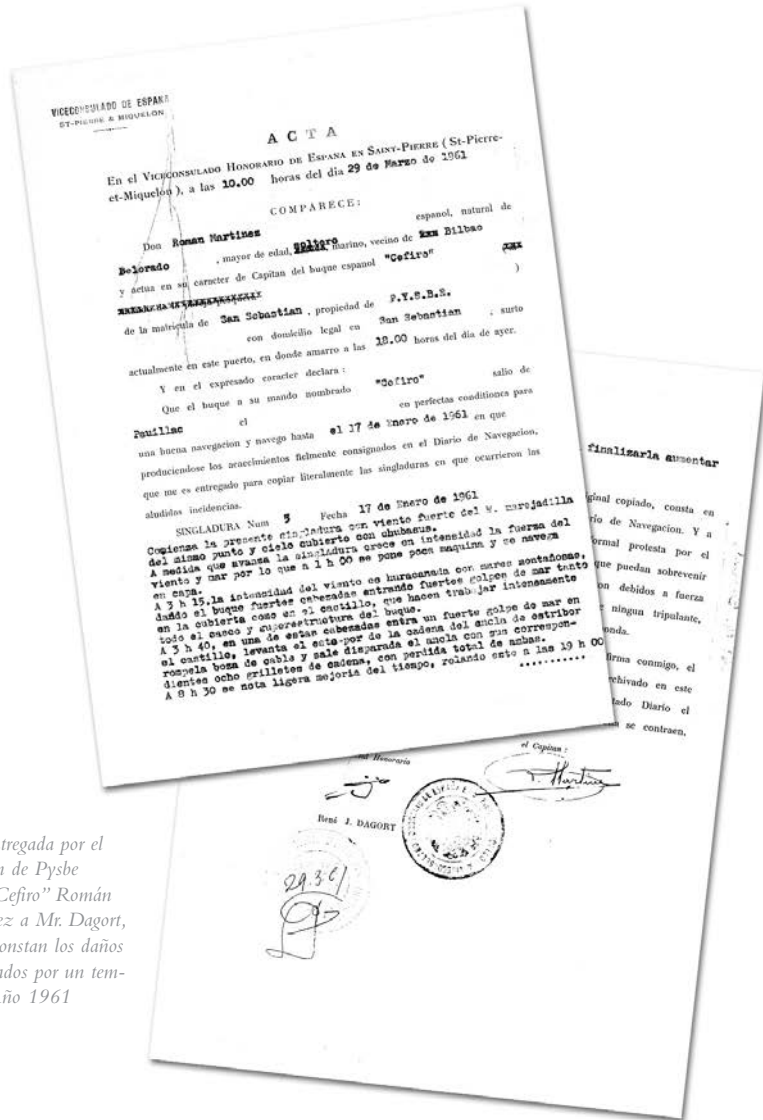 VICECONSULADO DE ESPAÑA
ST-PIERRE & MIQUELON
ACTA
En el VICECONSULADO HONORARIO DE ESPANA EN SAINT-PIERRE (St-Pierre-
et-Miquelon), a las 10.00 horas del dia 29 de Marzo de 1961
COMPARECE:
Don Roman Martinez español, natural de
Belorado , mayor de edad, soltero marino, vecino de Bilbao
y actua en su caracter de Capitan del buque espanol "Cefiro"
)
de la matricula de San Sebastian , propiedad de P.Y.S.B.E.
con domicilio legal en San Sebastian ; surto
actualmente en este puerto, en donde amarro a las 18.00 horas del dia de ayer.
Y en el expresado caracter declara :
Que el buque a su mando nombrado "Cefiro" salio de
Pauillac el en perfectas conditiones para
una buena navegacion y navego hasta el 17 de Enero de 1961 en que
produciendose los acaecimientos fielmente consignados en el Diario de Navegacion,
que me es entregado para copiar literalmente las singladuras en que ocurrieron las
aludidas incidencias.
SINGLADURA Num 3 Fecha 17 de Enero de 1961
Comienza la presente singladura con viento fuerte del W. marejadilla
del mismo punto y cielo cubierto con chubasus.
A medida que avanza la singladura crece en intensidad la fuerza del
viento y mar por lo que a 1 h 00 se pone poca maquina y se navega
en capa.
A 3 h 15, la intensidad del viento es huracanada con mares montañosas,
dando el buque fuertes cabezadas entrando fuertes golpes de mar tanto
en la cubierta como en el castillo, que hacen trabajar intensamente
todo el casco y superestructura del buque.
A 3 h 40, en una de estas cabezadas entra un fuerte golpe de mar en
el castillo, levanta el esto-por de la cadena del ancla de estribor
rompela boza de cable y sale disparada el ancla con sus correspon-
dientes ocho grilletes de cadena, con perdida total de ambas.
A 8 h 30 se nota ligera mejoria del tiempo, rolando este a las 19 h 00
...........
finalizarla aumentar
ginal copiado, consta en
rio de Navegacion. Y a
ormal protesta por el
que puedan sobrevenir
on debidos a fuerza
ningun tripulante,
onda.
firma conmigo, el
rchivado en este
tado Diario el
se contraen,
Honorario
el Capitan :
René J. DAGORT
29.3.61
tregada por el
n de Pysbe
Cefiro" Román
ez a Mr. Dagort,
onstan los daños
ados por un tem-
ño 1961